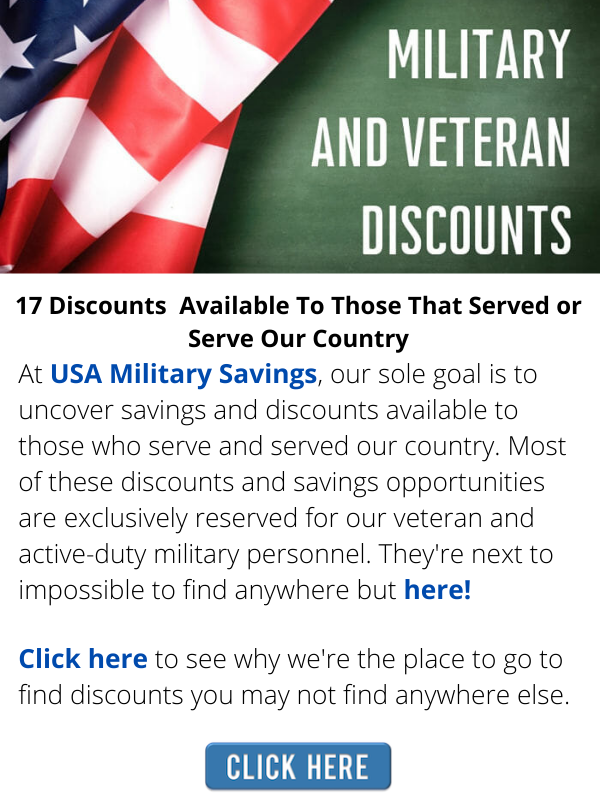 MILITARY
AND VETERAN
DISCOUNTS
17 Discounts  Available To Those That Served or
Serve Our Country
At USA Military Savings, our sole goal is to
uncover savings and discounts available to
those who serve and served our country. Most
of these discounts and savings opportunities
are exclusively reserved for our veteran and
active-duty military personnel. They're next to
impossible to find anywhere but here!
Click here to see why we're the place to go to
find discounts you may not find anywhere else.
CLICK HERE